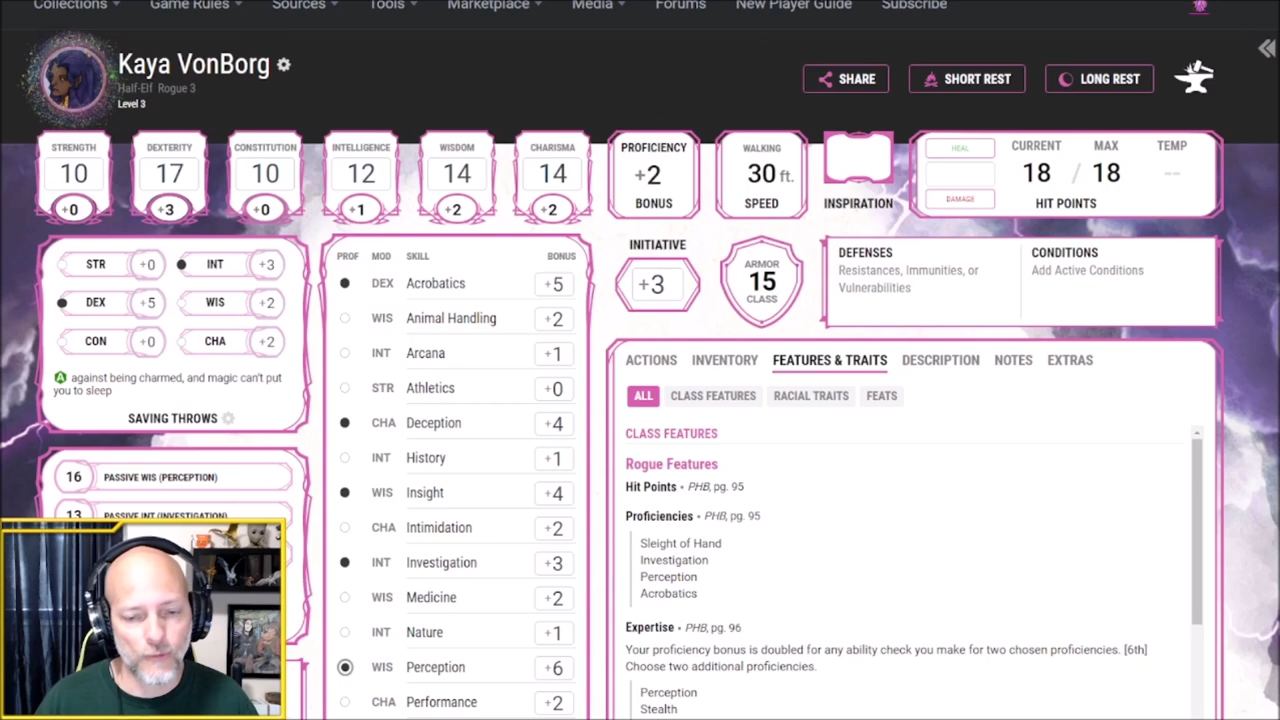 Collections Game Rules Sources Tools Marketplace Media Forums New Player Guide Subscribe
Kaya VonBorg
Half-Elf Rogue 3
Level 3
SHARE SHORT REST LONG REST
STRENGTH DEXTERITY CONSTITUTION INTELLIGENCE WISDOM CHARISMA
10 17 10 12 14 14
+0 +3 +0 +1 +2 +2
PROFICIENCY
+2
BONUS
WALKING
30 ft.
SPEED
INSPIRATION
HEAL
DAMAGE
CURRENT MAX TEMP
18 / 18 --
HIT POINTS
STR +0 INT +3
DEX +5 WIS +2
CON +0 CHA +2
A against being charmed, and magic can't put
you to sleep
SAVING THROWS
16 PASSIVE WIS (PERCEPTION)
13 PASSIVE INT (INVESTIGATION)
PROF MOD SKILL BONUS
DEX Acrobatics +5
WIS Animal Handling +2
INT Arcana +1
STR Athletics +0
CHA Deception +4
INT History +1
WIS Insight +4
CHA Intimidation +2
INT Investigation +3
WIS Medicine +2
INT Nature +1
WIS Perception +6
CHA Performance +2
INITIATIVE
+3
ARMOR
15
CLASS
DEFENSES
Resistances, Immunities, or
Vulnerabilities
CONDITIONS
Add Active Conditions
ACTIONS INVENTORY FEATURES & TRAITS DESCRIPTION NOTES EXTRAS
ALL CLASS FEATURES RACIAL TRAITS FEATS
CLASS FEATURES
Rogue Features
Hit Points • PHB, pg. 95
Proficiencies • PHB, pg. 95
Sleight of Hand
Investigation
Perception
Acrobatics
Expertise • PHB, pg. 96
Your proficiency bonus is doubled for any ability check you make for two chosen proficiencies. [6th]
Choose two additional proficiencies.
Perception
Stealth